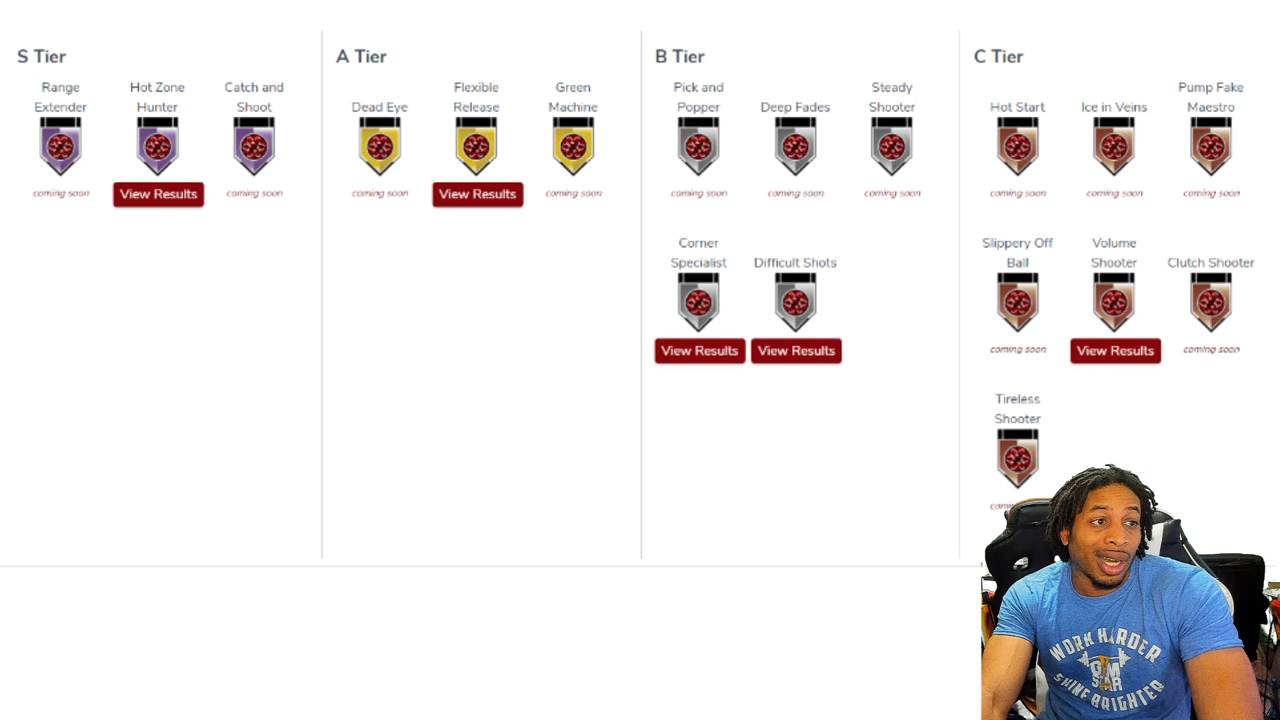 S Tier
Range
Extender
coming soon
Hot Zone
Hunter
View Results
Catch and
Shoot
coming soon
A Tier
Dead Eye
coming soon
Flexible
Release
View Results
Green
Machine
coming soon
B Tier
Pick and
Popper
coming soon
Deep Fades
coming soon
Steady
Shooter
coming soon
Corner
Specialist
View Results
Difficult Shots
View Results
C Tier
Hot Start
coming soon
Ice in Veins
coming soon
Pump Fake
Maestro
coming soon
Slippery Off
Ball
coming soon
Volume
Shooter
View Results
Clutch Shooter
coming soon
Tireless
Shooter
WORK HARDER
GYM
STAR
SHINE BRIGHTER